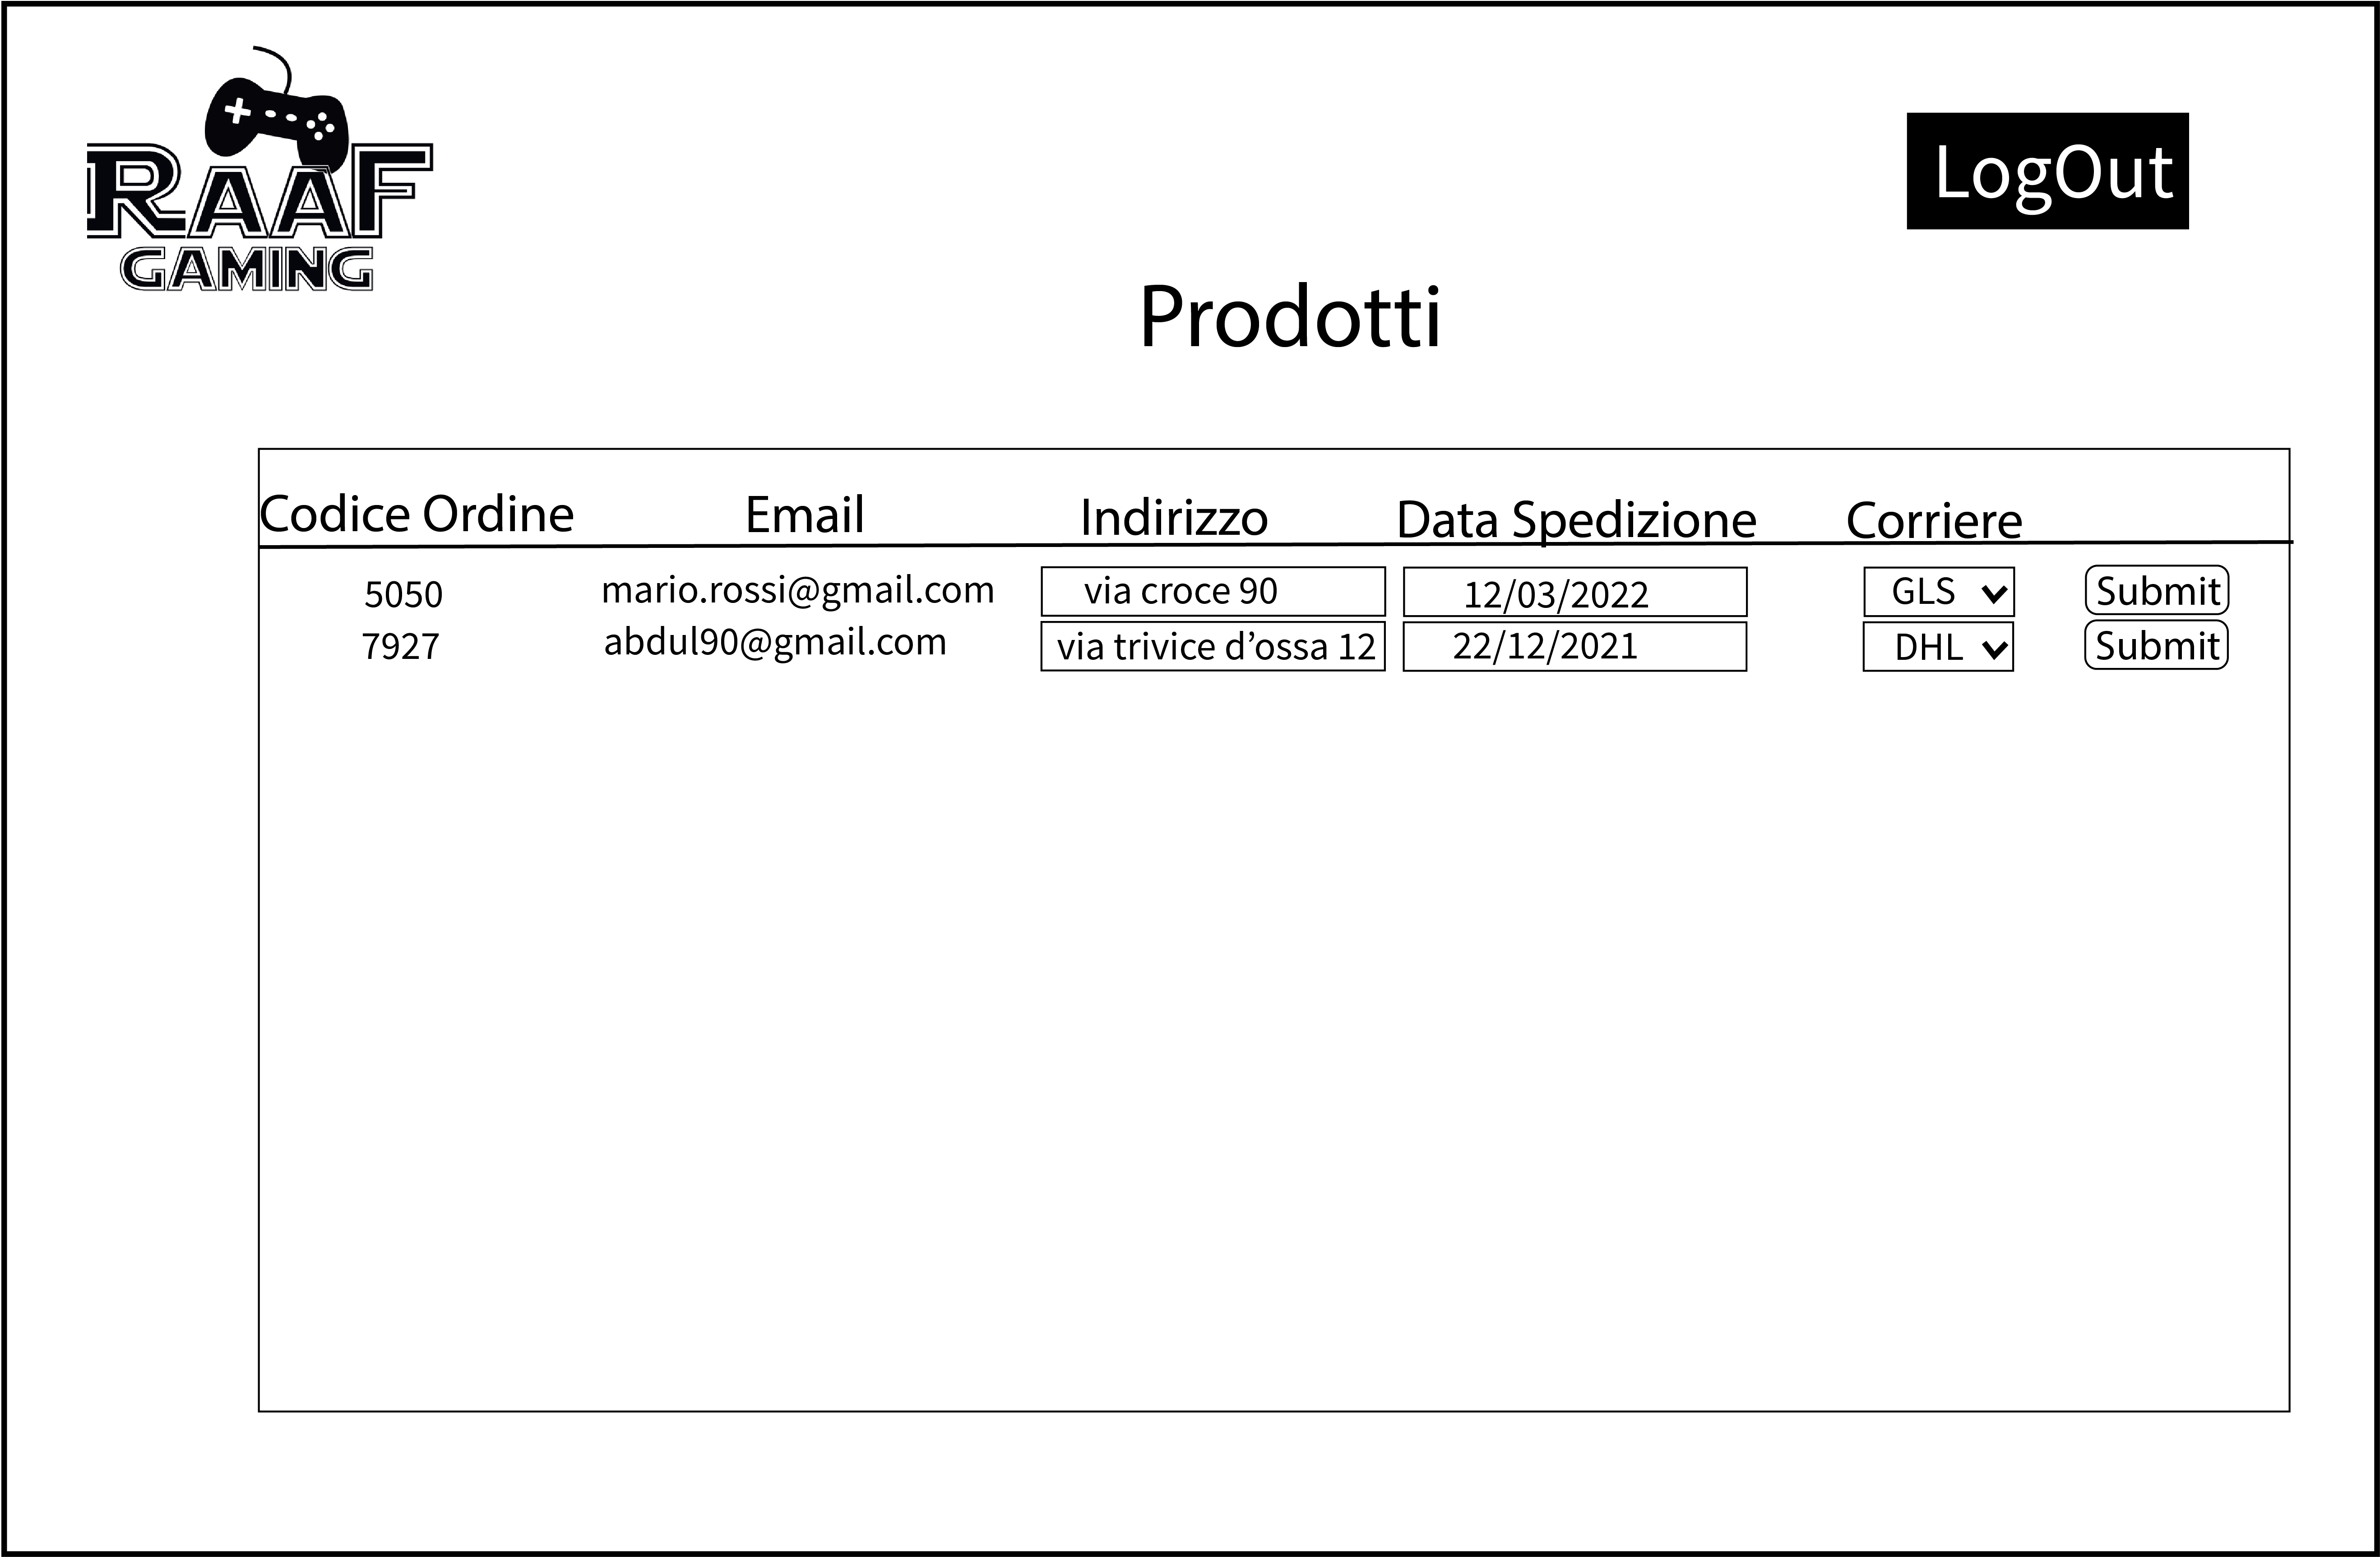 RAAF
GAMING
LogOut
Prodotti
Codice Ordine Email Indirizzo Data Spedizione Corriere
5050 mario.rossi@gmail.com via croce 90 12/03/2022 GLS Submit
7927 abdul90@gmail.com via trivice d’ossa 12 22/12/2021 DHL Submit